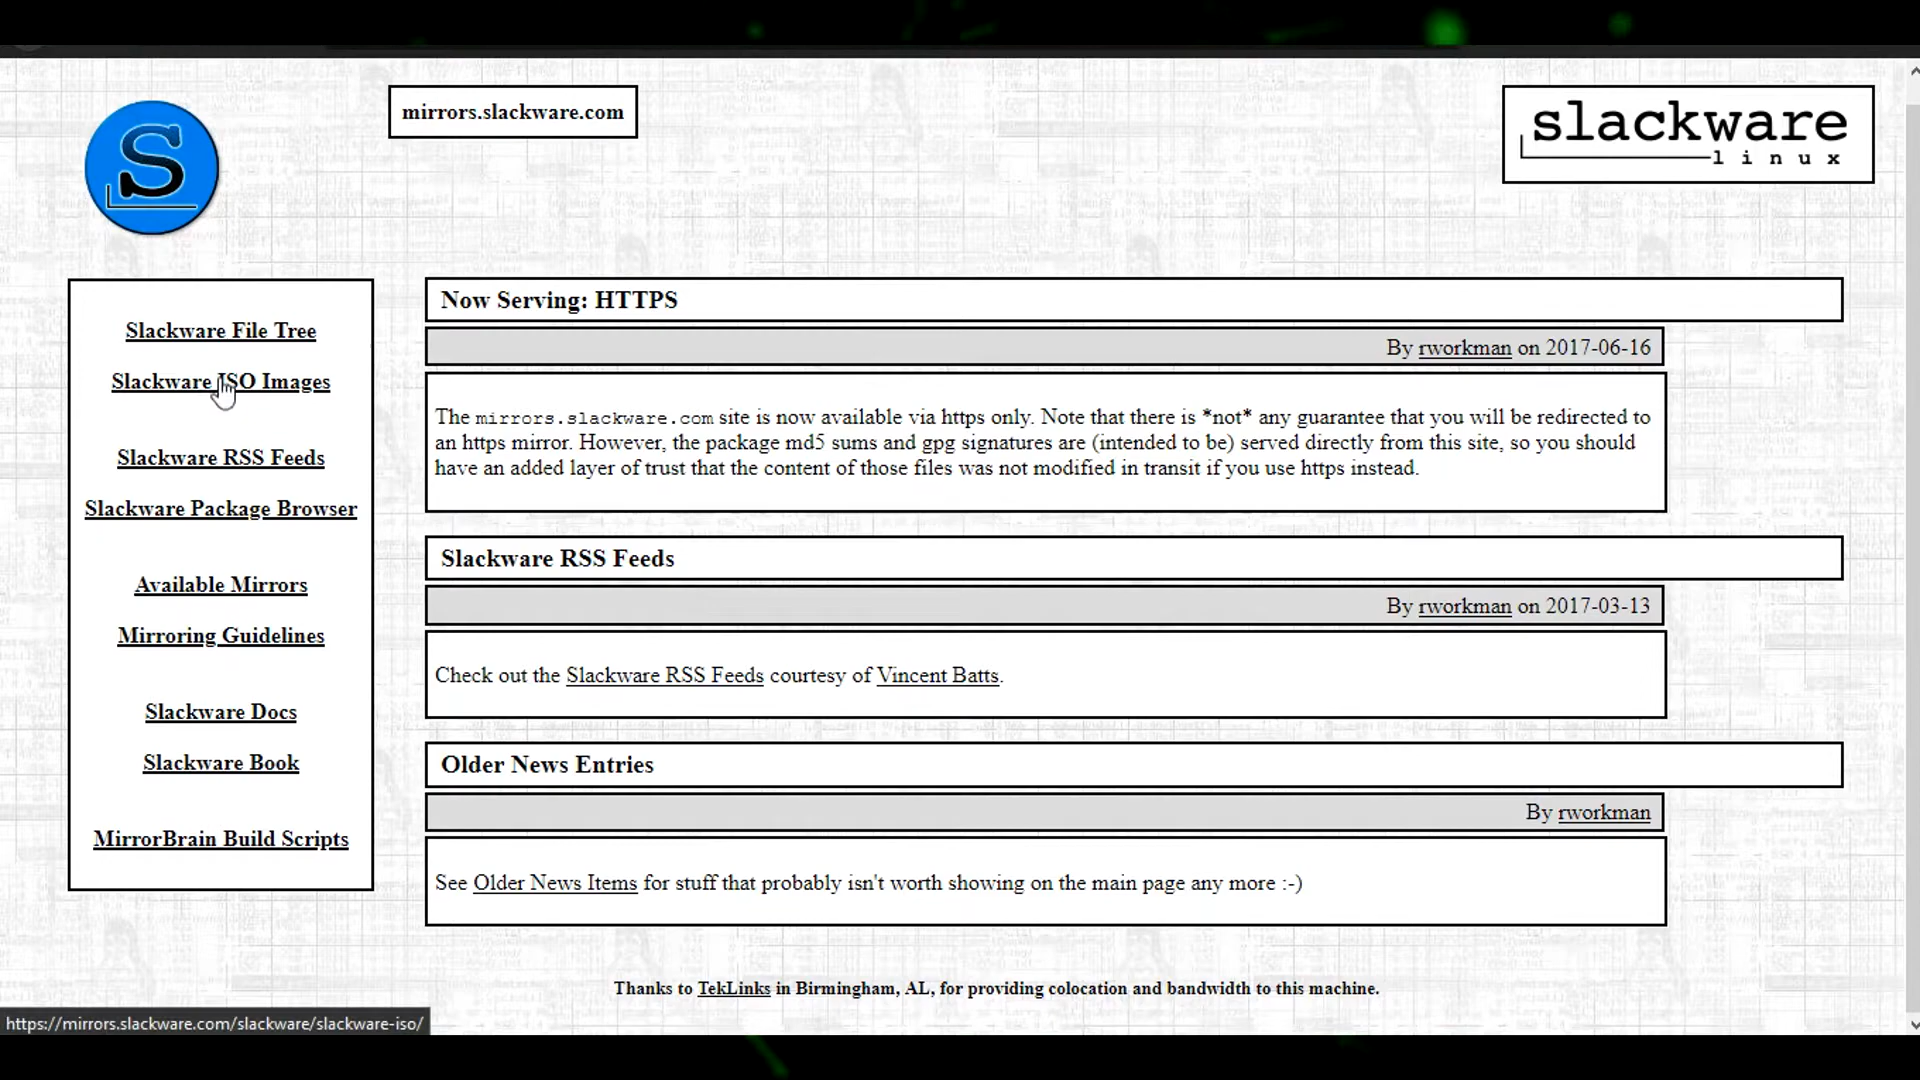 mirrors.slackware.com
S
slackware
linux
Slackware File Tree
Slackware ISO Images
Slackware RSS Feeds
Slackware Package Browser
Available Mirrors
Mirroring Guidelines
Slackware Docs
Slackware Book
MirrorBrain Build Scripts
Now Serving: HTTPS
By rworkman on 2017-06-16
The mirrors.slackware.com site is now available via https only. Note that there is *not* any guarantee that you will be redirected to
an https mirror. However, the package md5 sums and gpg signatures are (intended to be) served directly from this site, so you should
have an added layer of trust that the content of those files was not modified in transit if you use https instead.
Slackware RSS Feeds
By rworkman on 2017-03-13
Check out the Slackware RSS Feeds courtesy of Vincent Batts.
Older News Entries
By rworkman
See Older News Items for stuff that probably isn't worth showing on the main page any more :-)
Thanks to TekLinks in Birmingham, AL, for providing colocation and bandwidth to this machine.
https://mirrors.slackware.com/slackware/slackware-iso/